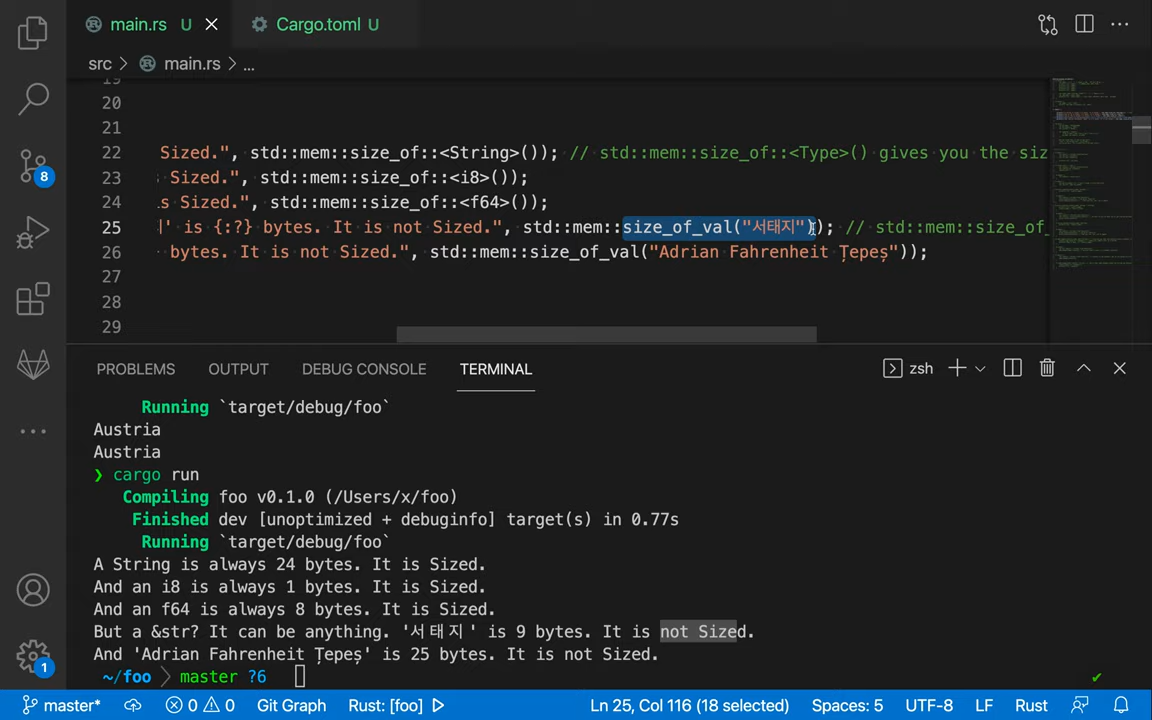 main.rs U Cargo.toml U
src main.rs ...
19
20
21
22 Sized.", std::mem::size_of::<String>()); // std::mem::size_of::<Type>() gives you the siz
23 s Sized.", std::mem::size_of::<i8>());
24 is Sized.", std::mem::size_of::<f64>());
25 ' is {:?} bytes. It is not Sized.", std::mem::size_of_val("서태지")); // std::mem::size_of_
26 bytes. It is not Sized.", std::mem::size_of_val("Adrian Fahrenheit Țepeș"));
27
28
29
8
PROBLEMS OUTPUT DEBUG CONSOLE TERMINAL zsh
Running `target/debug/foo`
Austria
Austria
❯ cargo run
Compiling foo v0.1.0 (/Users/x/foo)
Finished dev [unoptimized + debuginfo] target(s) in 0.77s
Running `target/debug/foo`
A String is always 24 bytes. It is Sized.
And an i8 is always 1 bytes. It is Sized.
And an f64 is always 8 bytes. It is Sized.
But a &str? It can be anything. '서태지' is 9 bytes. It is not Sized.
And 'Adrian Fahrenheit Țepeș' is 25 bytes. It is not Sized.
~/foo master ?6 ✔
1
master* 0 0 Git Graph Rust: [foo] Ln 25, Col 116 (18 selected) Spaces: 5 UTF-8 LF Rust